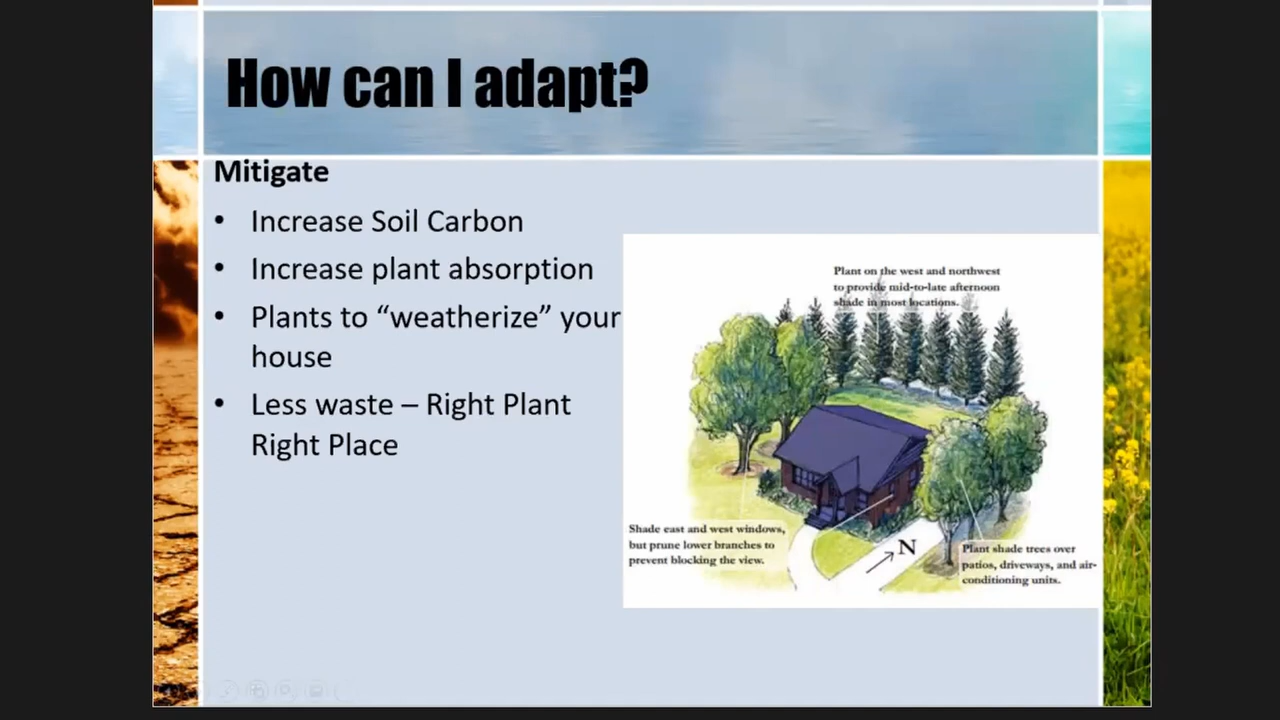 How can I adapt?
Mitigate
• Increase Soil Carbon
• Increase plant absorption
• Plants to “weatherize” your
house
• Less waste – Right Plant
Right Place
Plant on the west and northwest
to provide mid-to-late afternoon
shade in most locations.
Shade east and west windows,
but prune lower branches to
prevent blocking the view.
N
Plant shade trees over
patios, driveways, and air-
conditioning units.